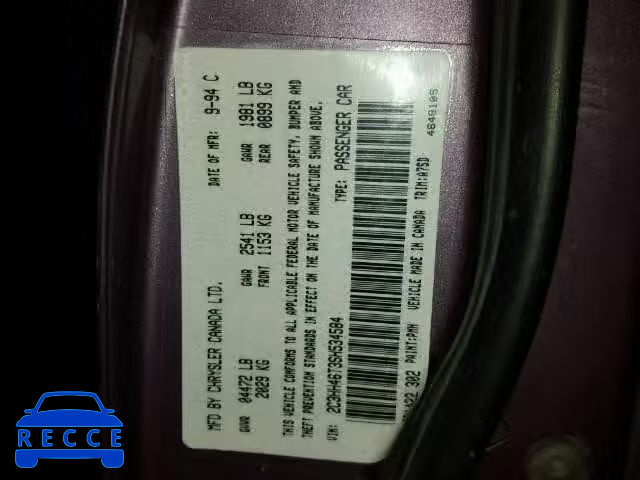 MFD BY CHRYSLER CANADA LTD. DATE OF MFR: 9-94 C
GVWR 04472 LB GAWR 2541 LB GAWR 1981 LB
2029 KG FRONT 1153 KG REAR 0899 KG
THIS VEHICLE CONFORMS TO ALL APPLICABLE FEDERAL MOTOR VEHICLE SAFETY, BUMPER AND
THEFT PREVENTION STANDARDS IN EFFECT ON THE DATE OF MANUFACTURE SHOWN ABOVE.
VIN: 2C3HH46T3SH534584 TYPE: PASSENGER CAR
302 PAINT:PMH VEHICLE MADE IN CANADA TRIM:A7SD
4648105
RECCE